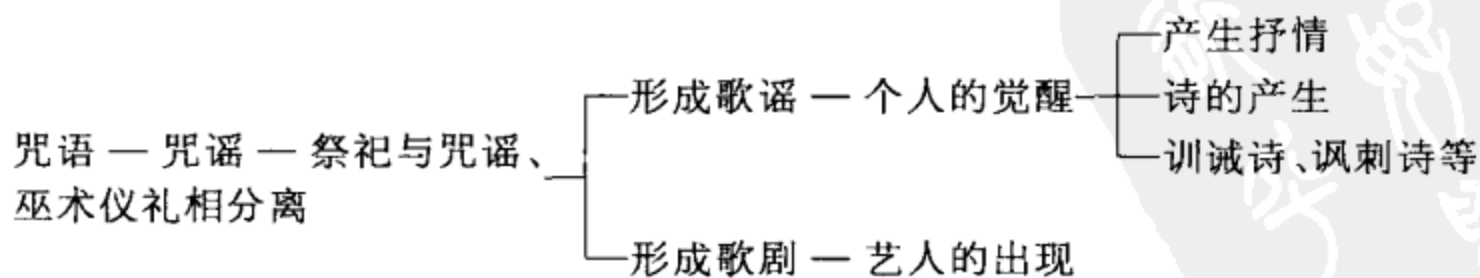 产生抒情
形成歌谣 — 个人的觉醒
诗的产生
咒语 — 咒谣 — 祭祀与咒谣、
训诫诗、讽刺诗等
巫术仪礼相分离
形成歌剧 — 艺人的出现